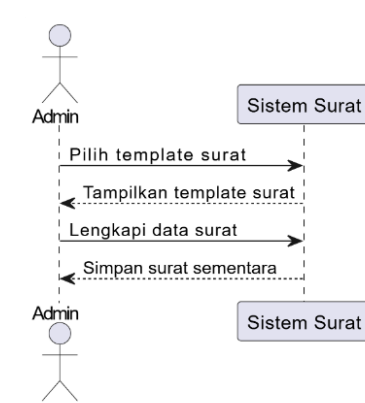 Admin
Sistem Surat
Pilih template surat
Tampilkan template surat
Lengkapi data surat
Simpan surat sementara
Admin
Sistem Surat